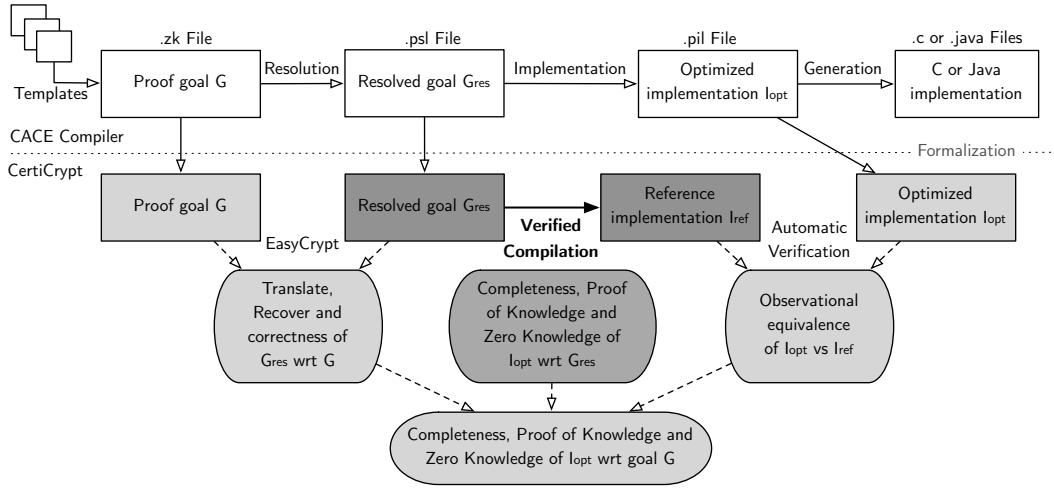 .zk File
.psl File
.pil File
.c or .java Files
Templates
Proof goal G
Resolution
Resolved goal Gres
Implementation
Optimized
implementation Iopt
Generation
C or Java
implementation
CACE Compiler
Formalization
CertiCrypt
Proof goal G
Resolved goal Gres
Verified
Compilation
Reference
implementation Iref
Optimized
implementation Iopt
EasyCrypt
Automatic
Verification
Translate,
Recover and
correctness of
Gres wrt G
Completeness, Proof
of Knowledge and
Zero Knowledge of
Iopt wrt Gres
Observational
equivalence
of Iopt vs Iref
Completeness, Proof of Knowledge and
Zero Knowledge of Iopt wrt goal G